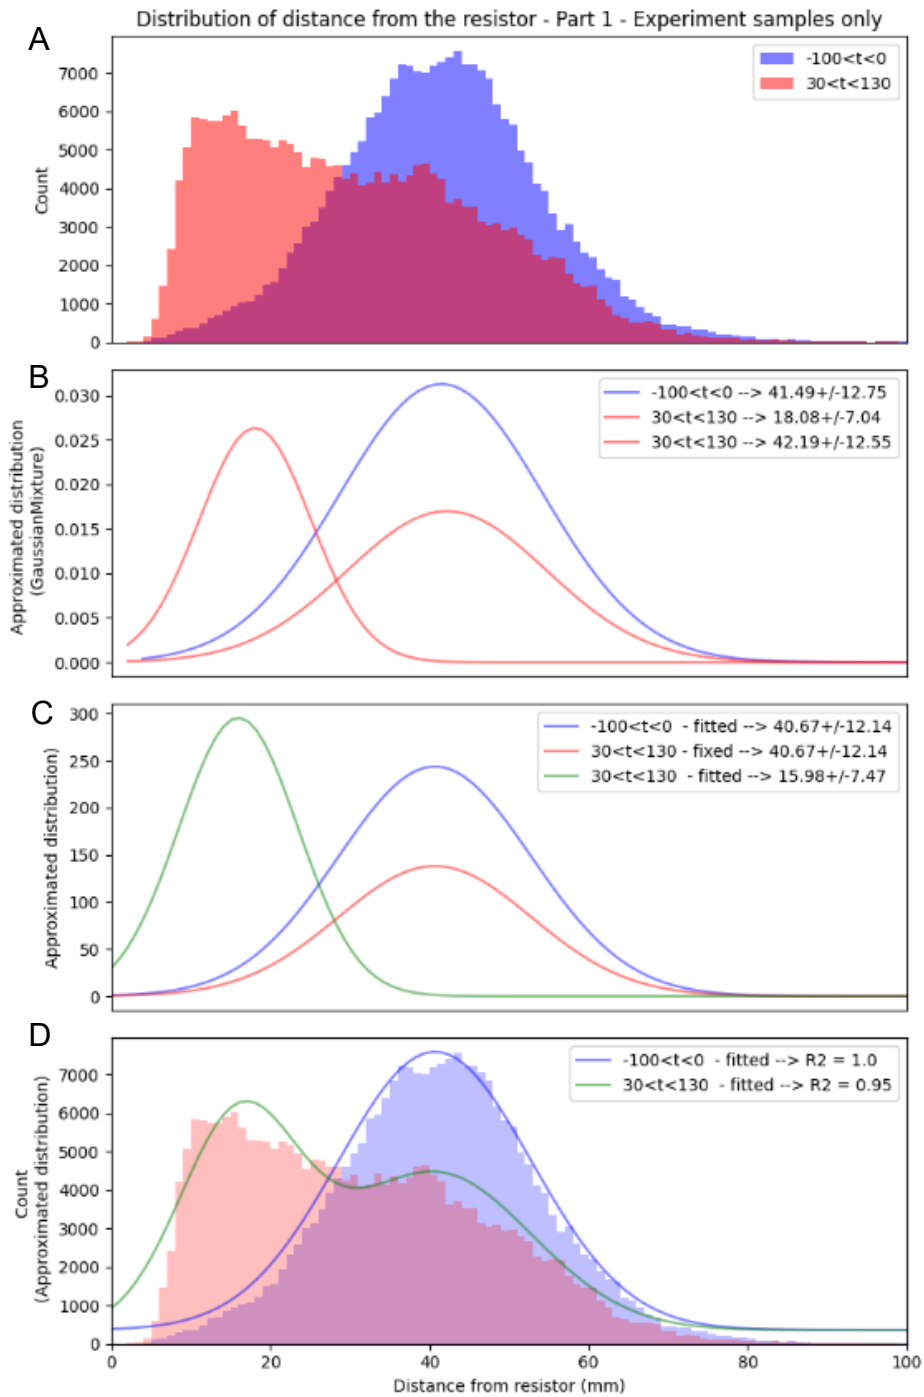 Distribution of distance from the resistor - Part 1 - Experiment samples only
A
7000
6000
5000
4000
3000
2000
1000
0
Count
-100<t<0
30<t<130
B
0.030
0.025
0.020
0.015
0.010
0.005
0.000
Approximated distribution
(GaussianMixture)
-100<t<0 --> 41.49+/-12.75
30<t<130 --> 18.08+/-7.04
30<t<130 --> 42.19+/-12.55
C
300
250
200
150
100
50
0
Approximated distribution)
-100<t<0 - fitted --> 40.67+/-12.14
30<t<130 - fixed --> 40.67+/-12.14
30<t<130 - fitted --> 15.98+/-7.47
D
7000
6000
5000
4000
3000
2000
1000
0
Count
(Approximated distribution)
-100<t<0 - fitted --> R2 = 1.0
30<t<130 - fitted --> R2 = 0.95
0 20 40 60 80 100
Distance from resistor (mm)